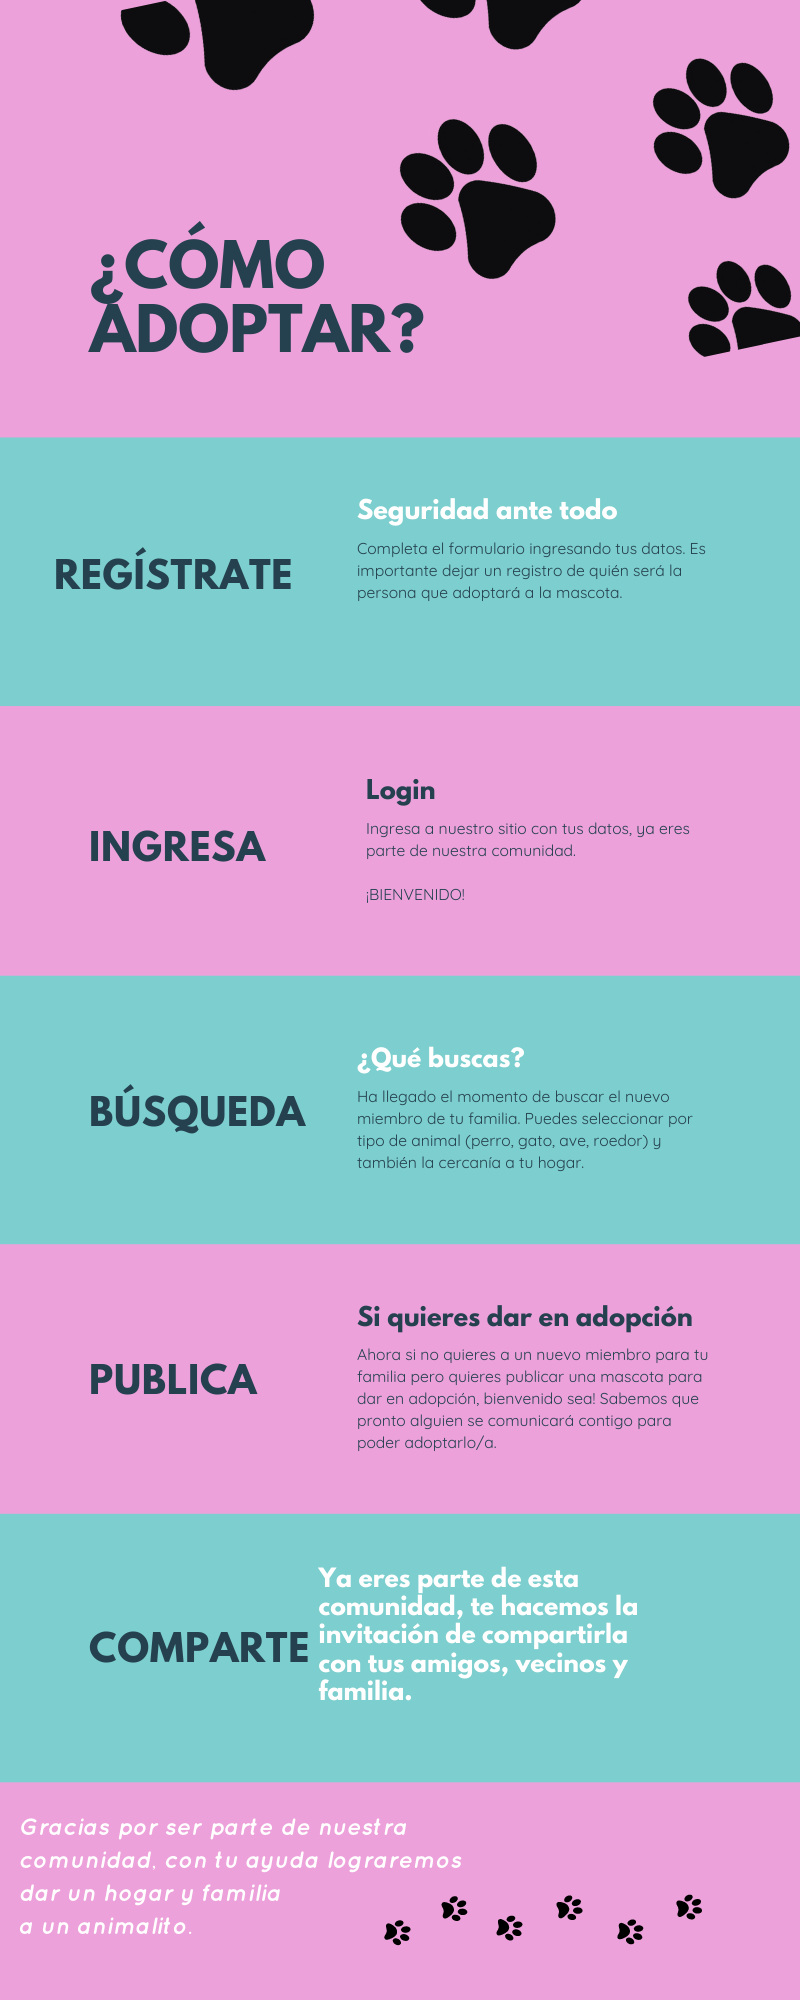 ¿CÓMO
ADOPTAR?
REGÍSTRATE
Seguridad ante todo
Completa el formulario ingresando tus datos. Es
importante dejar un registro de quién será la
persona que adoptará a la mascota.
INGRESA
Login
Ingresa a nuestro sitio con tus datos, ya eres
parte de nuestra comunidad.
¡BIENVENIDO!
BÚSQUEDA
¿Qué buscas?
Ha llegado el momento de buscar el nuevo
miembro de tu familia. Puedes seleccionar por
tipo de animal (perro, gato, ave, roedor) y
también la cercanía a tu hogar.
PUBLICA
Si quieres dar en adopción
Ahora si no quieres a un nuevo miembro para tu
familia pero quieres publicar una mascota para
dar en adopción, bienvenido sea! Sabemos que
pronto alguien se comunicará contigo para
poder adoptarlo/a.
COMPARTE
Ya eres parte de esta
comunidad, te hacemos la
invitación de compartirla
con tus amigos, vecinos y
familia.
Gracias por ser parte de nuestra
comunidad, con tu ayuda lograremos
dar un hogar y familia
a un animalito.